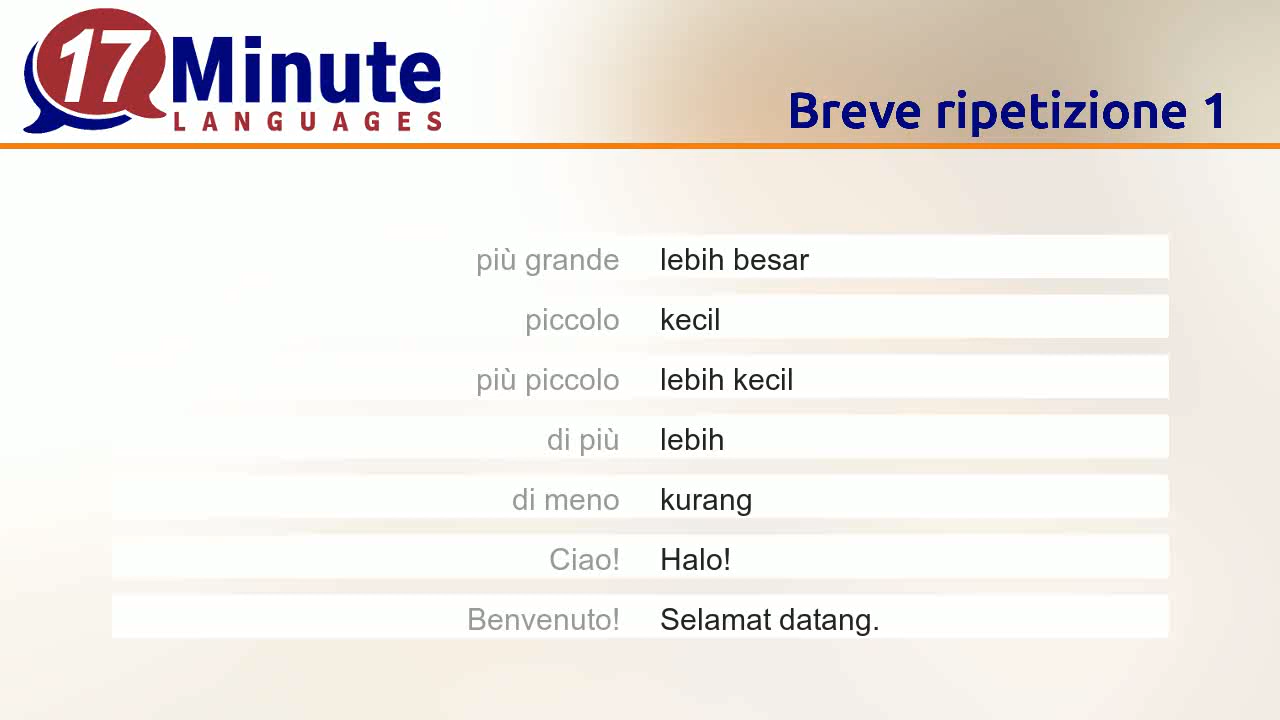 17 Minute
LANGUAGES
Breve ripetizione 1
più grande lebih besar
piccolo kecil
più piccolo lebih kecil
di più lebih
di meno kurang
Ciao! Halo!
Benvenuto! Selamat datang.